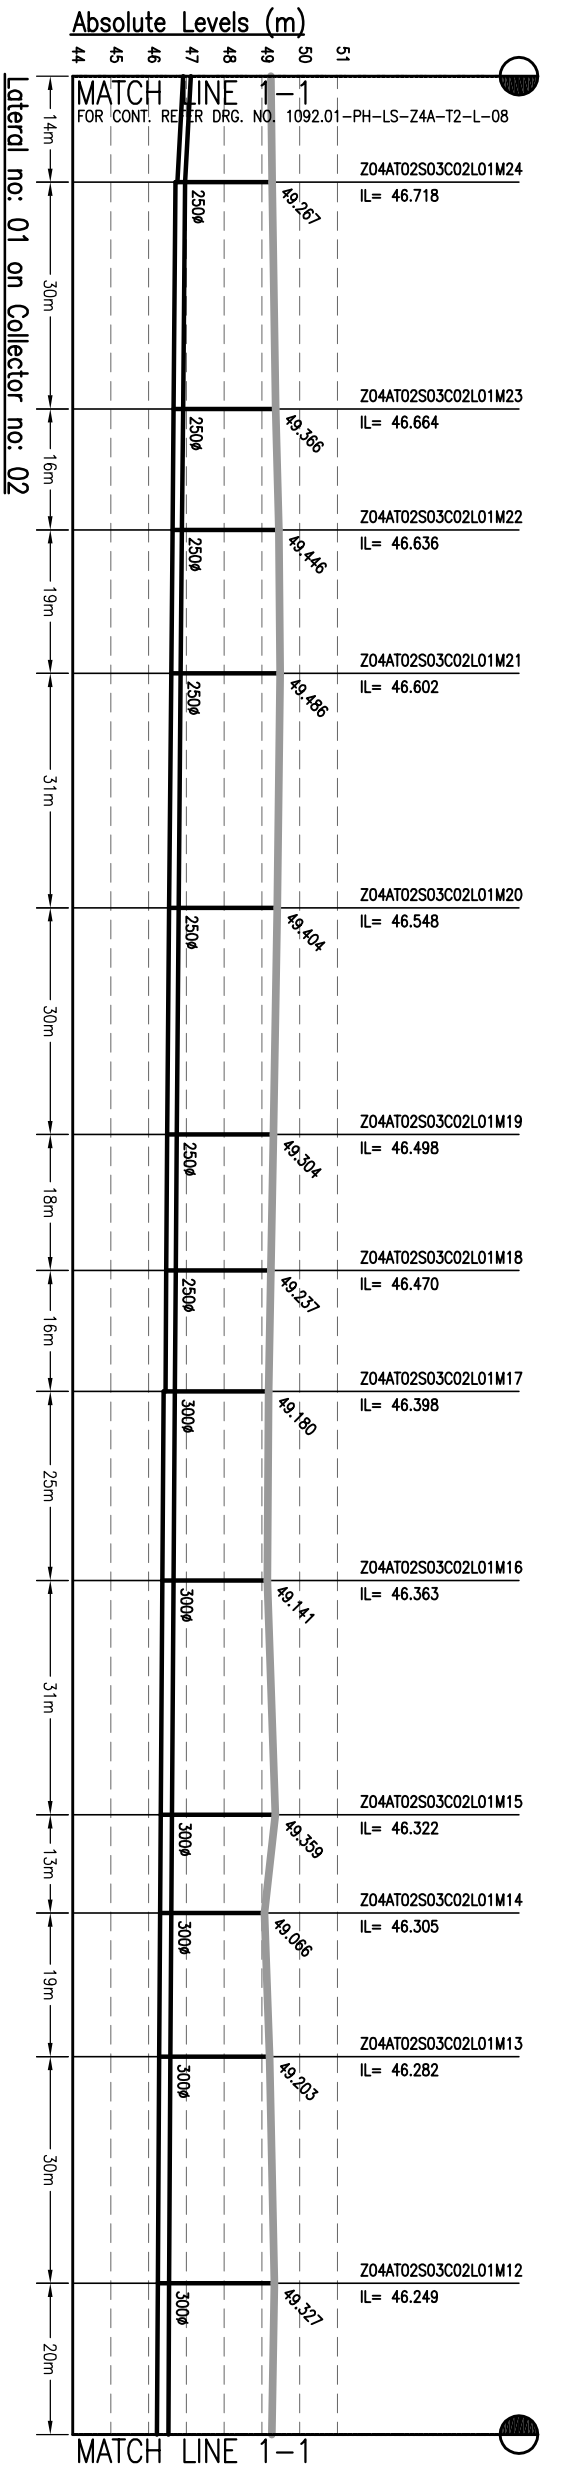 Absolute Levels (m)
44
45
46
47
48
49
50
51
MATCH LINE 1-1
FOR CONT. REFER DRG. NO. 1092.01-PH-LS-Z4A-T2-L-08
Lateral no: 01 on Collector no: 02
14m
Z04AT02S03C02L01M24
IL= 46.718
49.267
250ø
30m
Z04AT02S03C02L01M23
IL= 46.664
49.366
250ø
16m
Z04AT02S03C02L01M22
IL= 46.636
49.446
250ø
19m
Z04AT02S03C02L01M21
IL= 46.602
49.486
250ø
31m
Z04AT02S03C02L01M20
IL= 46.548
49.404
250ø
30m
Z04AT02S03C02L01M19
IL= 46.498
49.304
250ø
18m
Z04AT02S03C02L01M18
IL= 46.470
49.237
250ø
16m
Z04AT02S03C02L01M17
IL= 46.398
49.180
300ø
25m
Z04AT02S03C02L01M16
IL= 46.363
49.141
300ø
31m
Z04AT02S03C02L01M15
IL= 46.322
49.359
300ø
13m
Z04AT02S03C02L01M14
IL= 46.305
49.066
300ø
19m
Z04AT02S03C02L01M13
IL= 46.282
49.203
300ø
30m
Z04AT02S03C02L01M12
IL= 46.249
49.327
300ø
20m
MATCH LINE 1-1